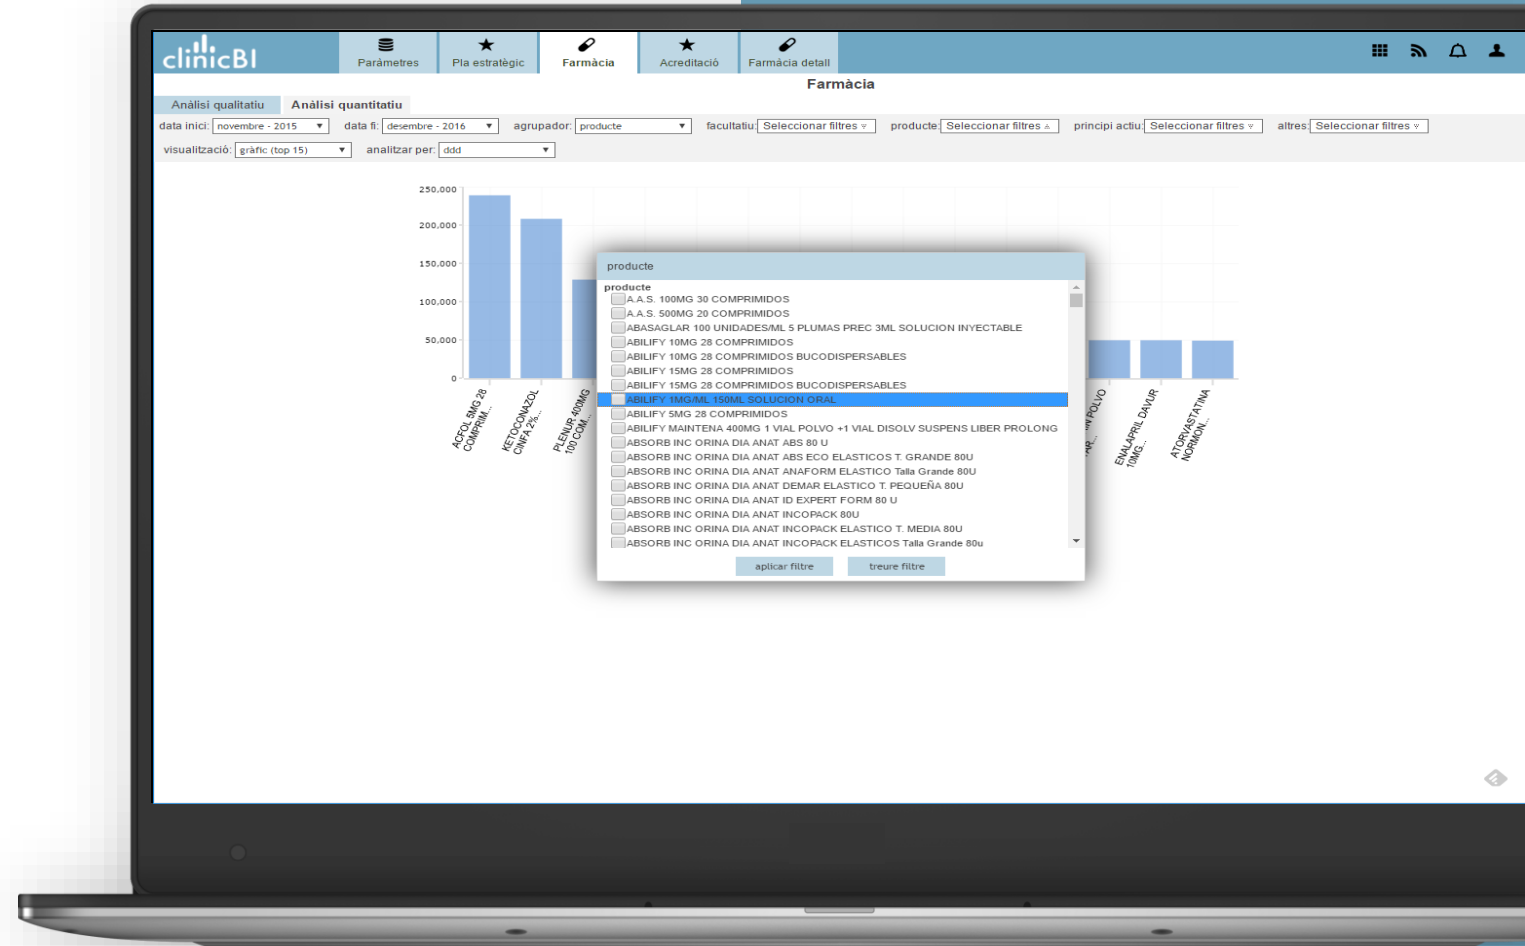 clinicBI
Paràmetres
Pla estratègic
Farmàcia
Acreditació
Farmàcia detall
Farmàcia
Anàlisi qualitatiu
Anàlisi quantitatiu
data inici: novembre - 2015
data fi: desembre - 2016
agrupador: producte
facultatiu: Seleccionar filtres
producte: Seleccionar filtres
principi actiu: Seleccionar filtres
altres: Seleccionar filtres
visualització: gràfic (top 15)
analitzar per: ddd
250,000
200,000
150,000
100,000
50,000
0
ACFOL 5MG 28
COMPRIM...
KETOCONAZOL
CINFA 2%...
PLENUR 400MG
100 COM...
producte
producte
A.A.S. 100MG 30 COMPRIMIDOS
A.A.S. 500MG 20 COMPRIMIDOS
ABASAGLAR 100 UNIDADES/ML 5 PLUMAS PREC 3ML SOLUCION INYECTABLE
ABILIFY 10MG 28 COMPRIMIDOS
ABILIFY 10MG 28 COMPRIMIDOS BUCODISPERSABLES
ABILIFY 15MG 28 COMPRIMIDOS
ABILIFY 15MG 28 COMPRIMIDOS BUCODISPERSABLES
ABILIFY 1MG/ML 150ML SOLUCION ORAL
ABILIFY 5MG 28 COMPRIMIDOS
ABILIFY MAINTENA 400MG 1 VIAL POLVO +1 VIAL DISOLV SUSPENS LIBER PROLONG
ABSORB INC ORINA DIA ANAT ABS 80 U
ABSORB INC ORINA DIA ANAT ABS ECO ELASTICOS T. GRANDE 80U
ABSORB INC ORINA DIA ANAT ANAFORM ELASTICO Talla Grande 80U
ABSORB INC ORINA DIA ANAT DEMAR ELASTICO T. PEQUEÑA 80U
ABSORB INC ORINA DIA ANAT ID EXPERT FORM 80 U
ABSORB INC ORINA DIA ANAT INCOPACK 80U
ABSORB INC ORINA DIA ANAT INCOPACK ELASTICO T. MEDIA 80U
ABSORB INC ORINA DIA ANAT INCOPACK ELASTICOS Talla Grande 80u
aplicar filtre
treure filtre
POLVO
ENALAPRIL DAVUR
10MG...
ATORVASTATINA
NORMON...